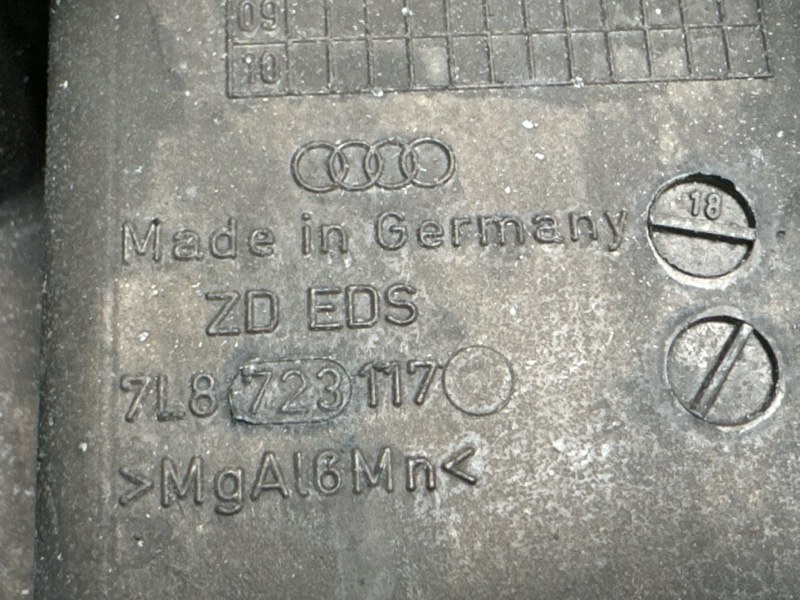 09
10
18
Made in Germany
ZD EDS
7L8 723 117
>MgAl6Mn<